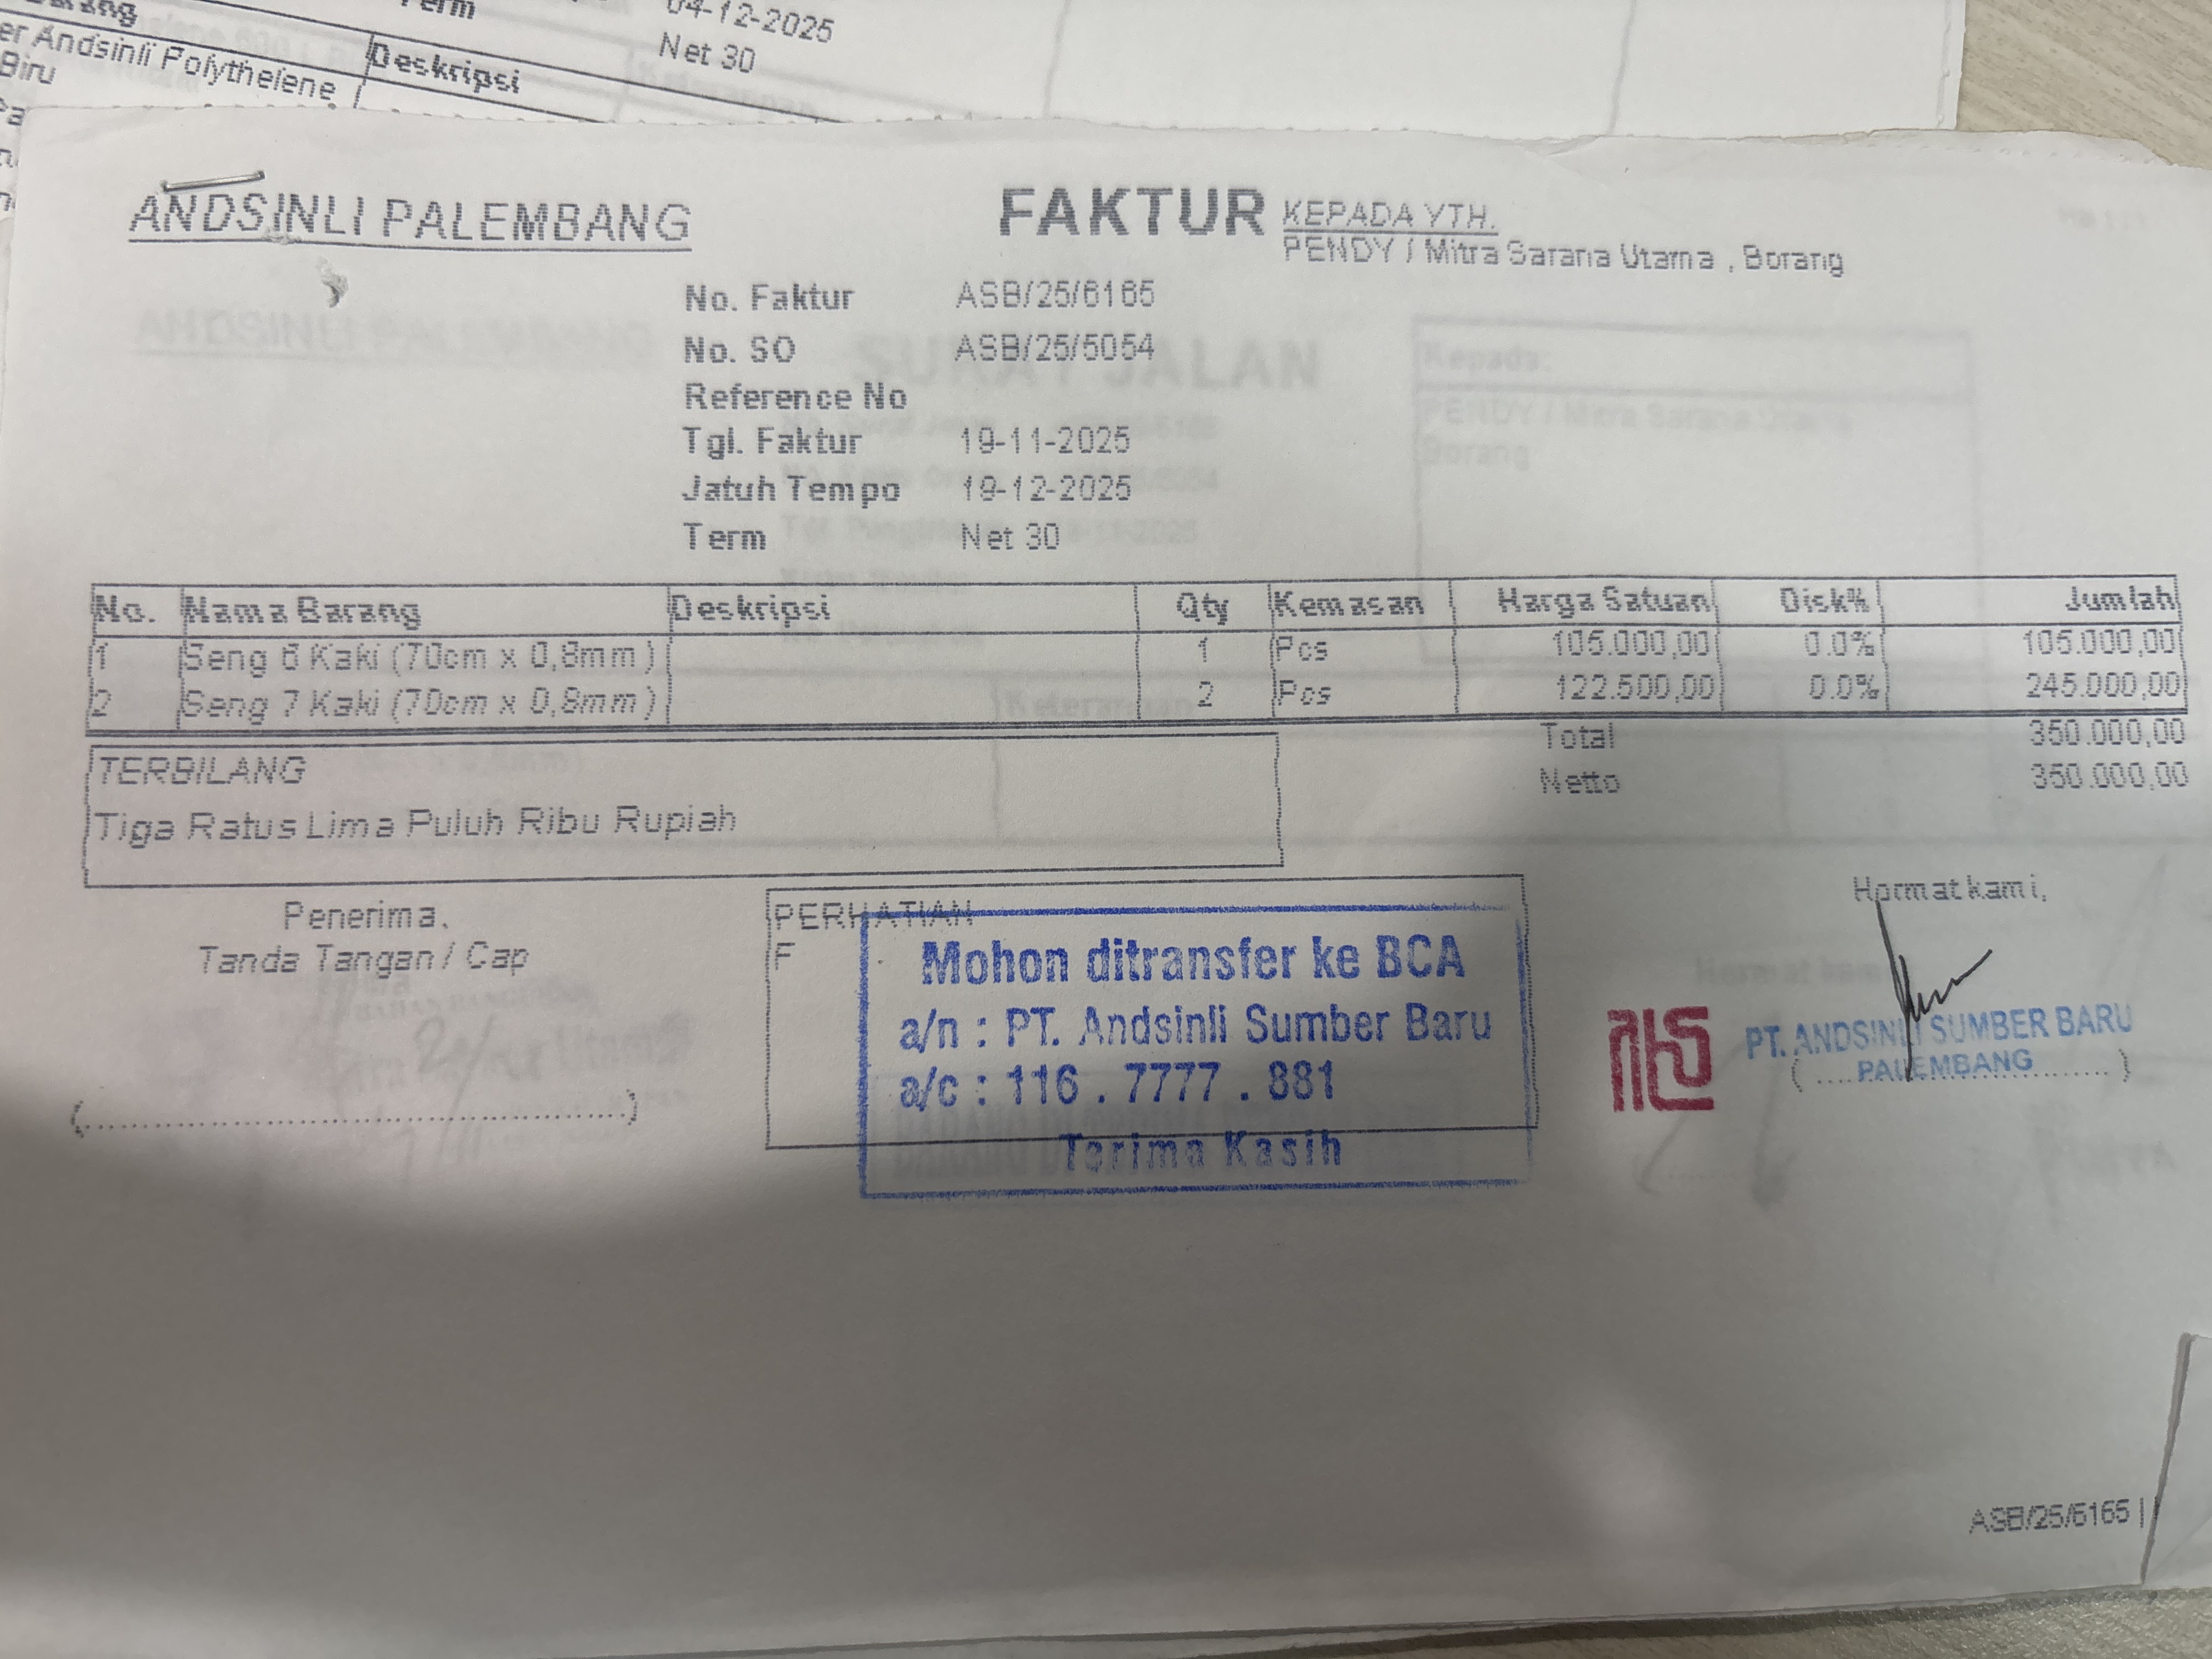 Term
04-12-2025
Net 30
er Andsinli Polythelene
Deskripsi
Biru
ANDSINLI PALEMBANG
FAKTUR
KEPADA YTH.
PENDY / Mitra Sarana Utama , Borang
No. Faktur ASB/25/6165
No. SO ASB/25/5054
Reference No
Tgl. Faktur 19-11-2025
Jatuh Tempo 19-12-2025
Term Net 30
No. Nama Barang Deskripsi Qty Kemasan Harga Satuan Disk% Jumlah
1 Seng 6 Kaki (70cm x 0,8mm) 1 Pcs 105.000,00 0.0% 105.000,00
2 Seng 7 Kaki (70cm x 0,8mm) 2 Pcs 122.500,00 0.0% 245.000,00
Total 350.000,00
Netto 350.000,00
TERBILANG
Tiga Ratus Lima Puluh Ribu Rupiah
Penerima.
Tanda Tangan / Cap
(............................................)
PERHATIAN
F
Mohon ditransfer ke BCA
a/n : PT. Andsinli Sumber Baru
a/c : 116 . 7777 . 881
Terima Kasih
Hormat kami,
PT. ANDSINLI SUMBER BARU
PALEMBANG
ASB/25/6165 |